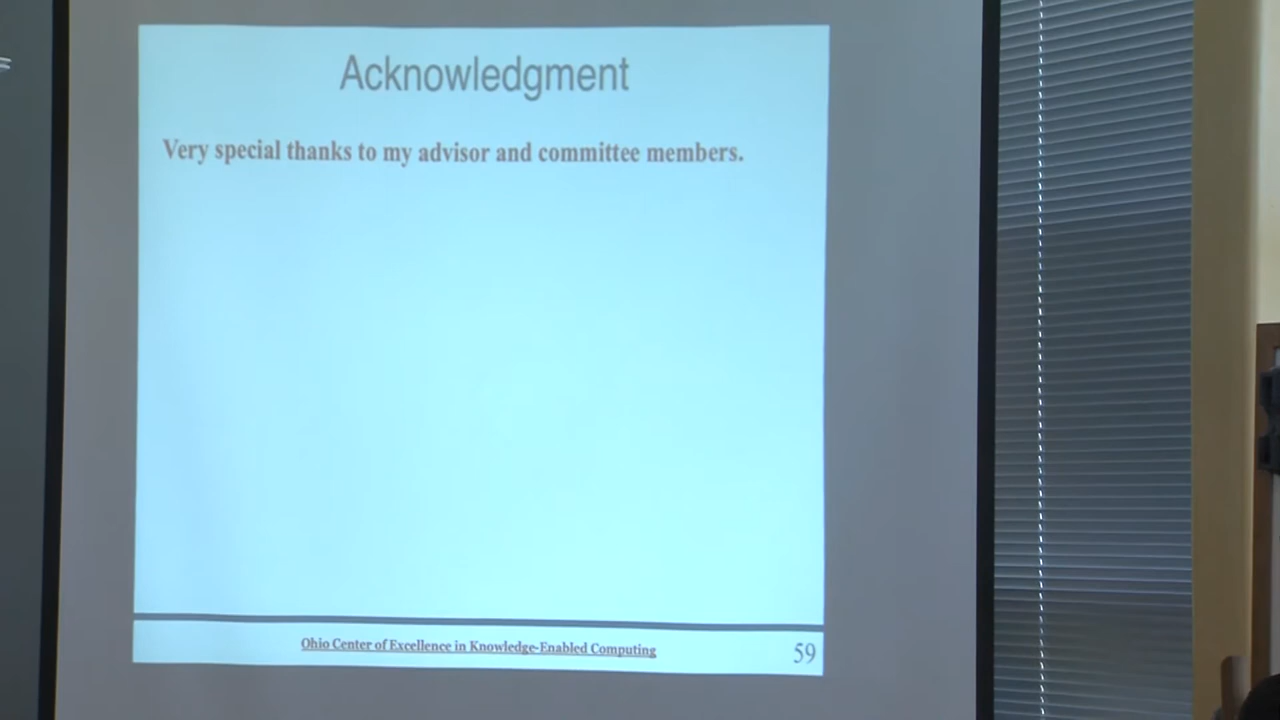 Acknowledgment
Very special thanks to my advisor and committee members.
Ohio Center of Excellence in Knowledge-Enabled Computing
59